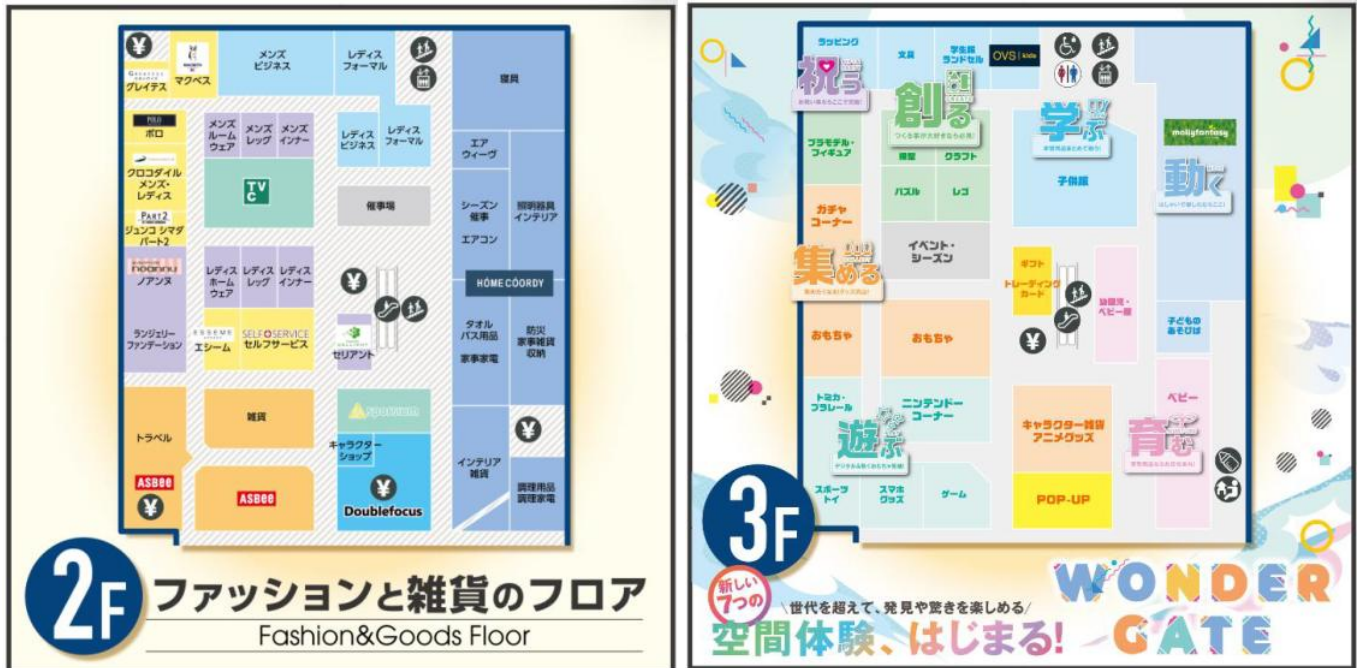 ¥
マクベス
グレイテス
メンズ
ビジネス
レディス
フォーマル
寝具
POLO
ポロ
メンズ
ルーム
ウェア
メンズ
レッグ
メンズ
インナー
レディス
ビジネス
レディス
フォーマル
エア
ウィーヴ
クロコダイル
メンズ・
レディス
TVC
催事場
シーズン
催事
エアコン
照明器具
インテリア
PART2
ジュンコ シマダ
パート2
noannu
ノアンヌ
レディス
ホーム
ウェア
レディス
レッグ
レディス
インナー
¥
HOME COORDY
ランジェリー
ファンデーション
ESSEME
エシーム
SELF+SERVICE
セルフサービス
セリアント
タオル
バス用品
家事家電
防災
家事雑貨
収納
トラベル
雑貨
sportium
キャラクター
ショップ
¥
インテリア
雑貨
調理用品
調理家電
ASBee
¥
ASBee
¥
Doublefocus
2F
ファッションと雑貨のフロア
Fashion&Goods Floor
ラッピング
文具
学生服
ランドセル
OVS kids
祝う
創る
つくる事が大好きなら必見!
学ぶ
mollyfantasy
動く
プラモデル・
フィギュア
模型
クラフト
子供服
パズル
レゴ
ガチャ
コーナー
イベント・
シーズン
集める
ギフト
トレーディング
カード
¥
幼児・
ベビー服
子どもの
あそびば
おもちゃ
おもちゃ
トミカ・
プラレール
ニンテンドー
コーナー
キャラクター雑貨
アニメグッズ
ベビー
遊ぶ
育む
スポーツ
トイ
スマホ
グッズ
ゲーム
POP-UP
3F
新しい
7つの
世代を超えて、発見や驚きを楽しめる
空間体験、はじまる!
WONDER
GATE